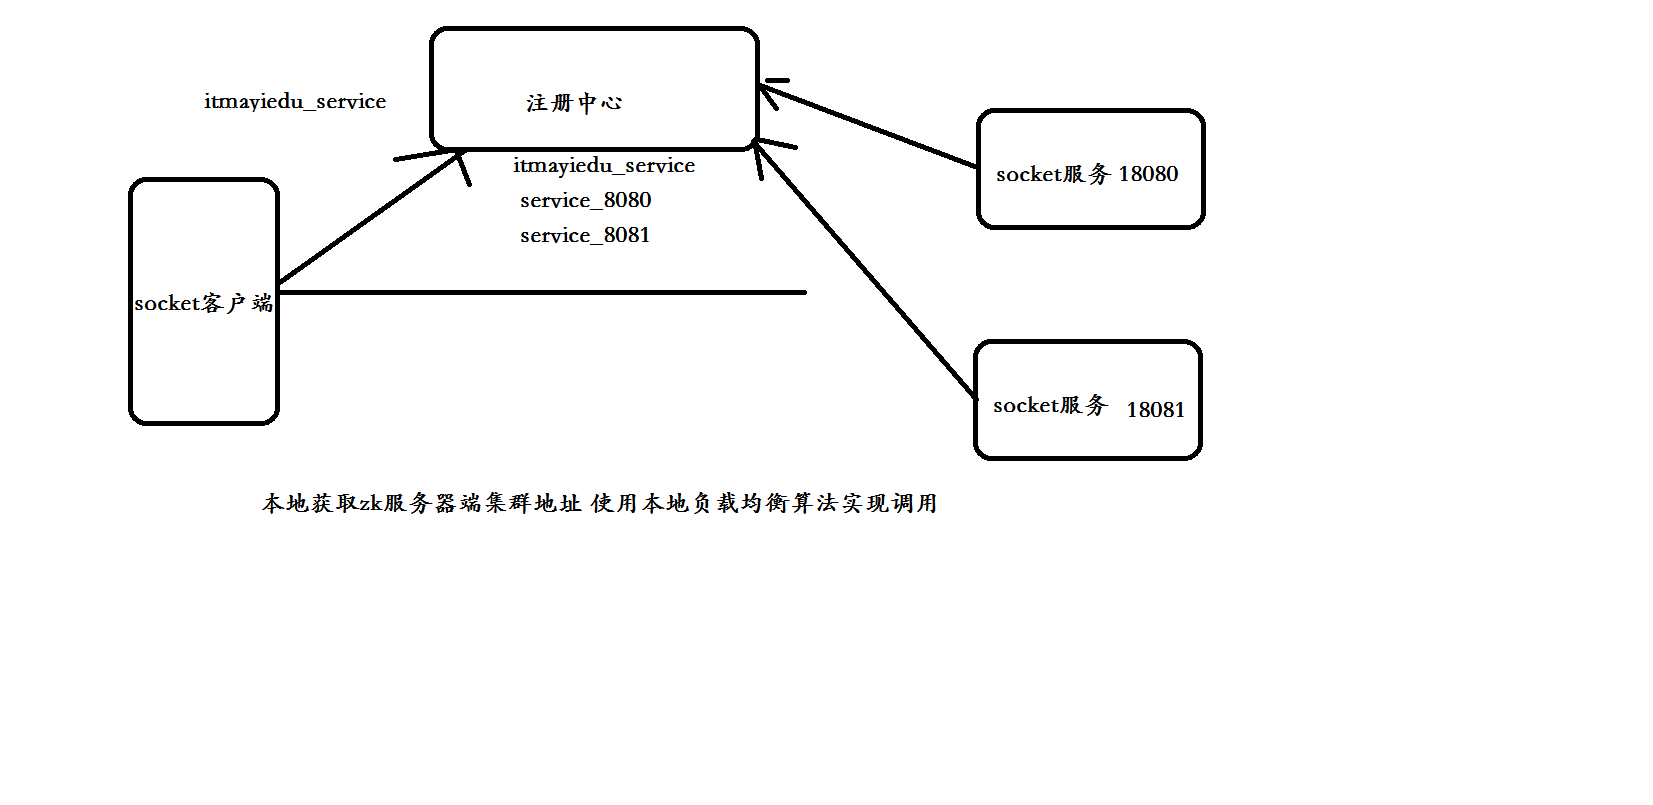 itmayiedu_service
注册中心
itmayiedu_service
service_8080
service_8081
socket服务 18080
socket客户端
socket服务 18081
本地获取zk服务器端集群地址 使用本地负载均衡算法实现调用